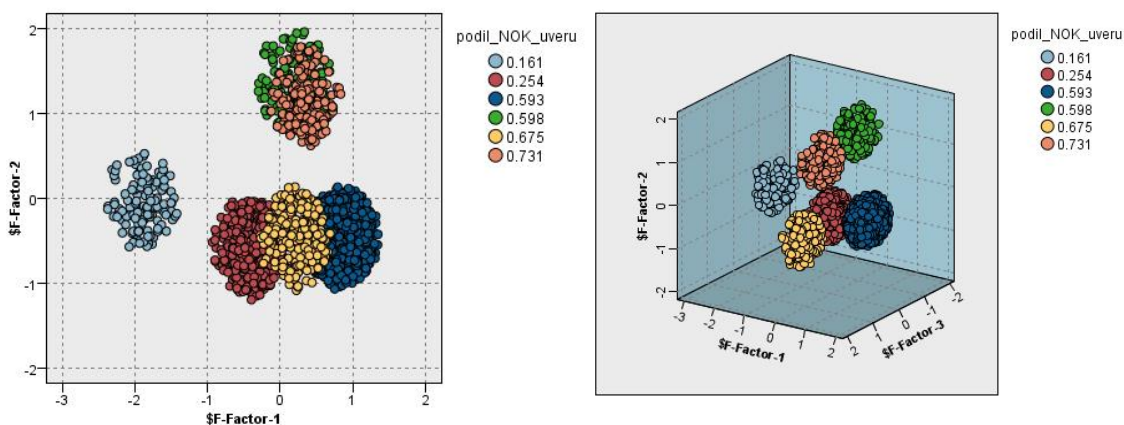 2
1
0
-1
-2
$F-Factor-2
-3 -2 -1 0 1 2
$F-Factor-1
podil_NOK_uveru
0.161
0.254
0.593
0.598
0.675
0.731
2
1
0
-1
-2
$F-Factor-2
-3 -2 -1 0 1 2
$F-Factor-1
2 1 0 -1 -2
$F-Factor-3
podil_NOK_uveru
0.161
0.254
0.593
0.598
0.675
0.731